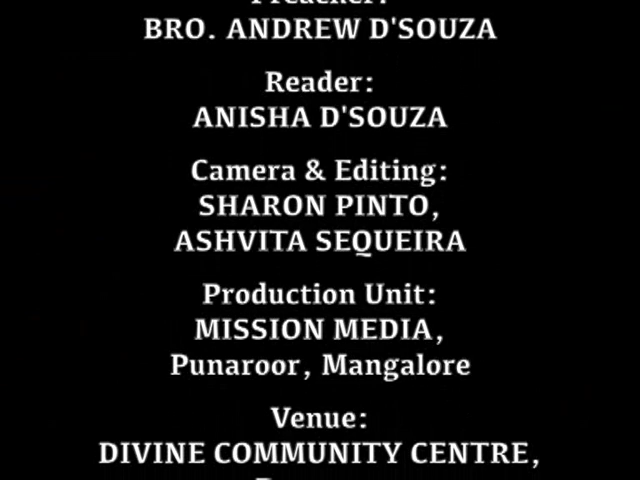 Preacher:
BRO. ANDREW D'SOUZA
Reader:
ANISHA D'SOUZA
Camera & Editing:
SHARON PINTO,
ASHVITA SEQUEIRA
Production Unit:
MISSION MEDIA,
Punaroor, Mangalore
Venue:
DIVINE COMMUNITY CENTRE,